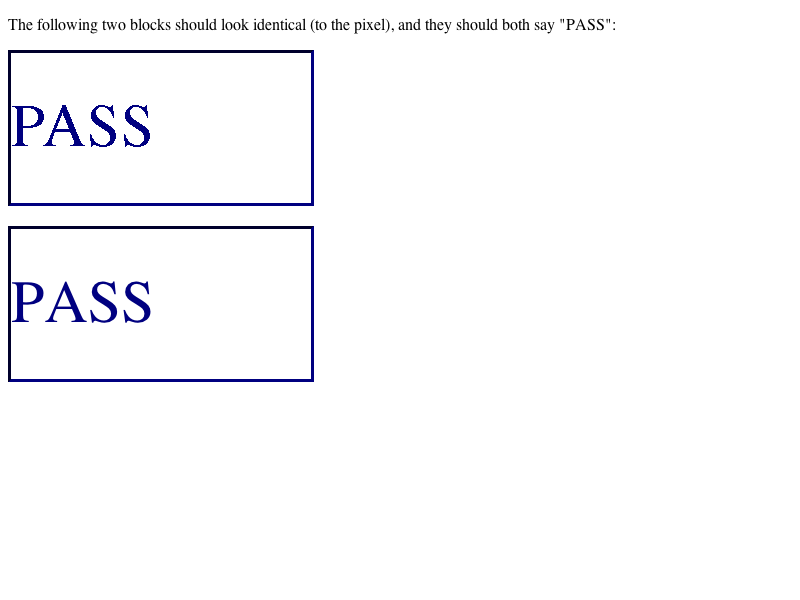 The following two blocks should look identical (to the pixel), and they should both say "PASS":
PASS
PASS